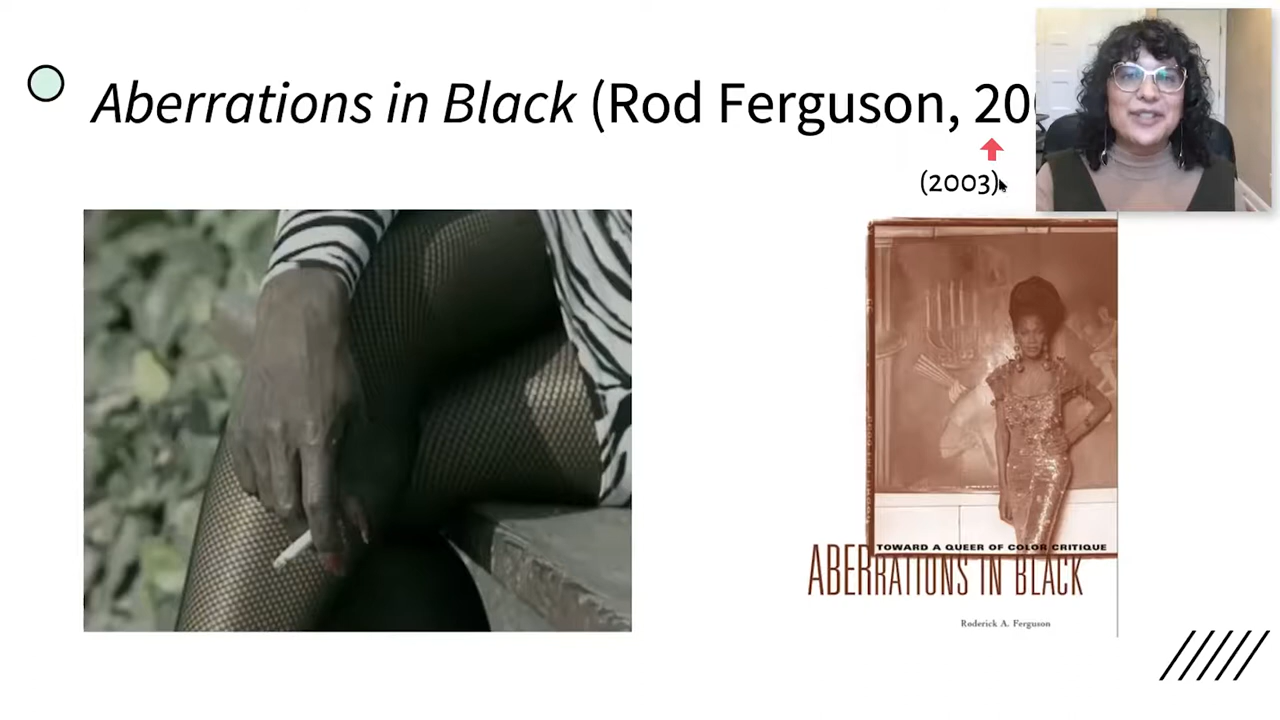 Aberrations in Black (Rod Ferguson, 20
(2003)
TOWARD A QUEER OF COLOR CRITIQUE
ABERRATIONS IN BLACK
Roderick A. Ferguson